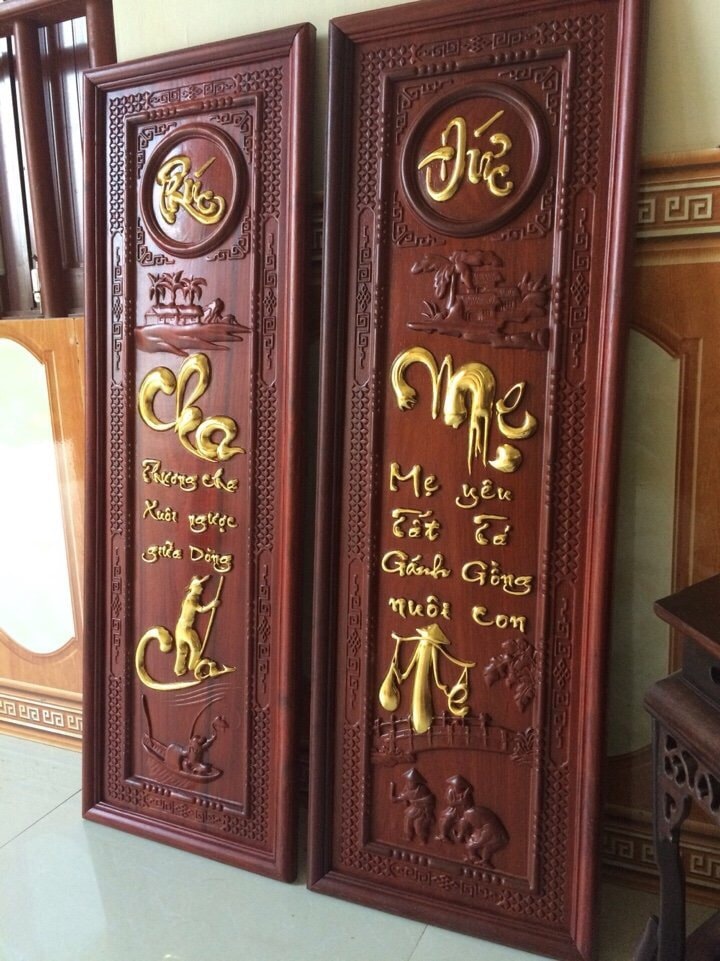 Phúc
Cha
Thương cha
Xuôi ngược
giữa Dòng
Cha
Đức
Mẹ
Mẹ yêu
Tất Tả
Gánh Gồng
nuôi con
Mẹ